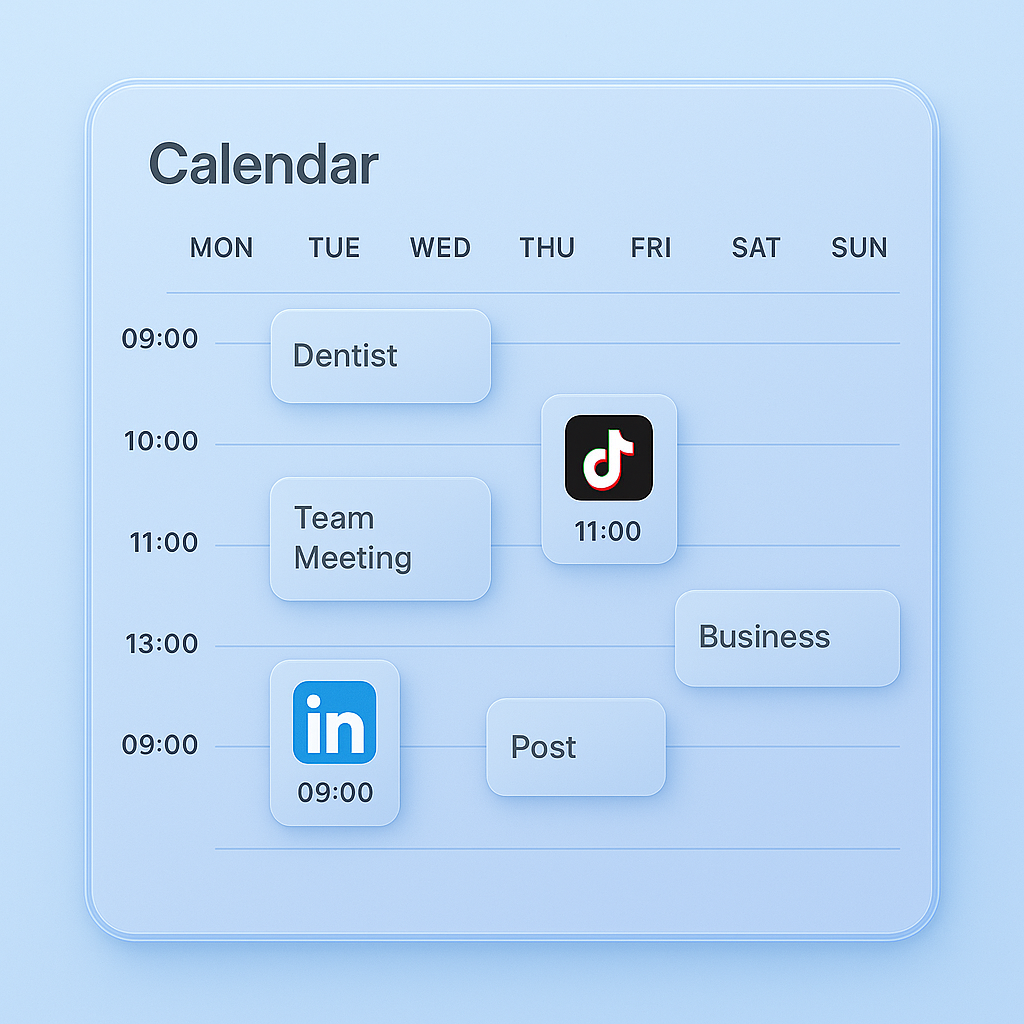 Calendar
MON TUE WED THU FRI SAT SUN
09:00
Dentist
10:00
11:00
Team
Meeting
11:00
13:00
Business
in
09:00
09:00
Post